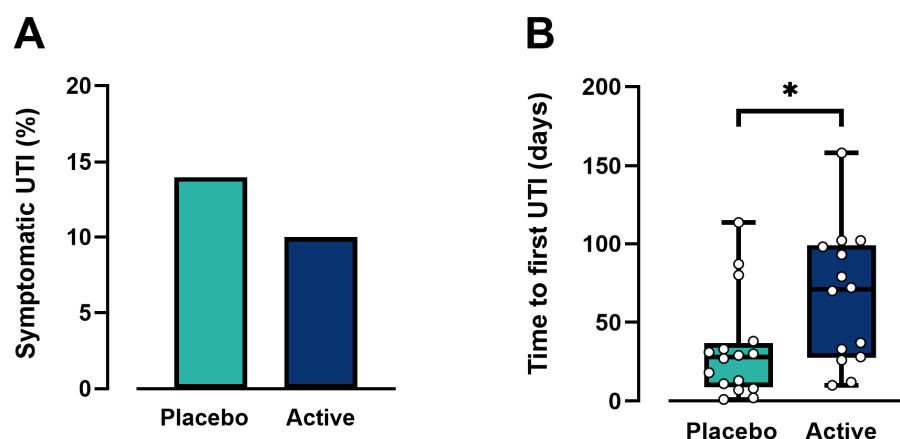 A
Symptomatic UTI (%)
20
15
10
5
0
Placebo
Active
B
Time to first UTI (days)
200
150
100
50
0
*
Placebo
Active